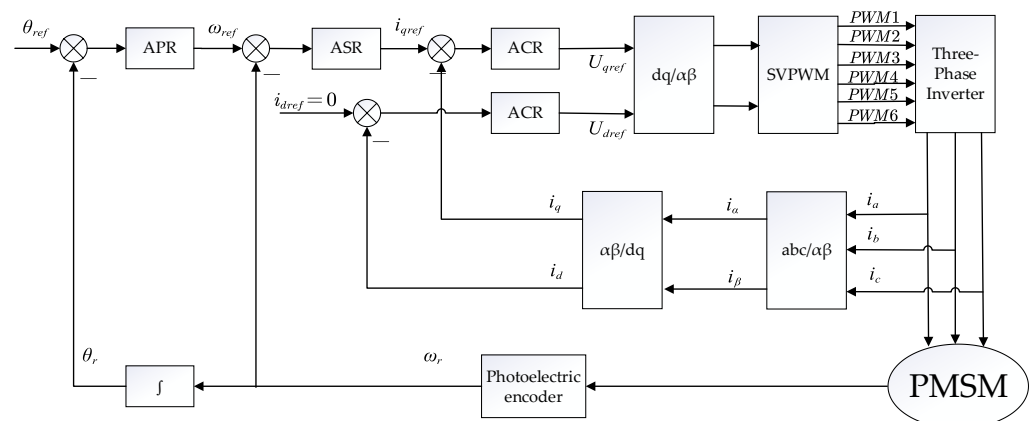 θref
APR
ωref
ASR
iqref
ACR
Uqref
dq/αβ
SVPWM
PWM1
PWM2
PWM3
PWM4
PWM5
PWM6
Three-
Phase
Inverter
idref=0
ACR
Udref
iq
id
αβ/dq
iα
iβ
abc/αβ
ia
ib
ic
θr
∫
ωr
Photoelectric
encoder
PMSM